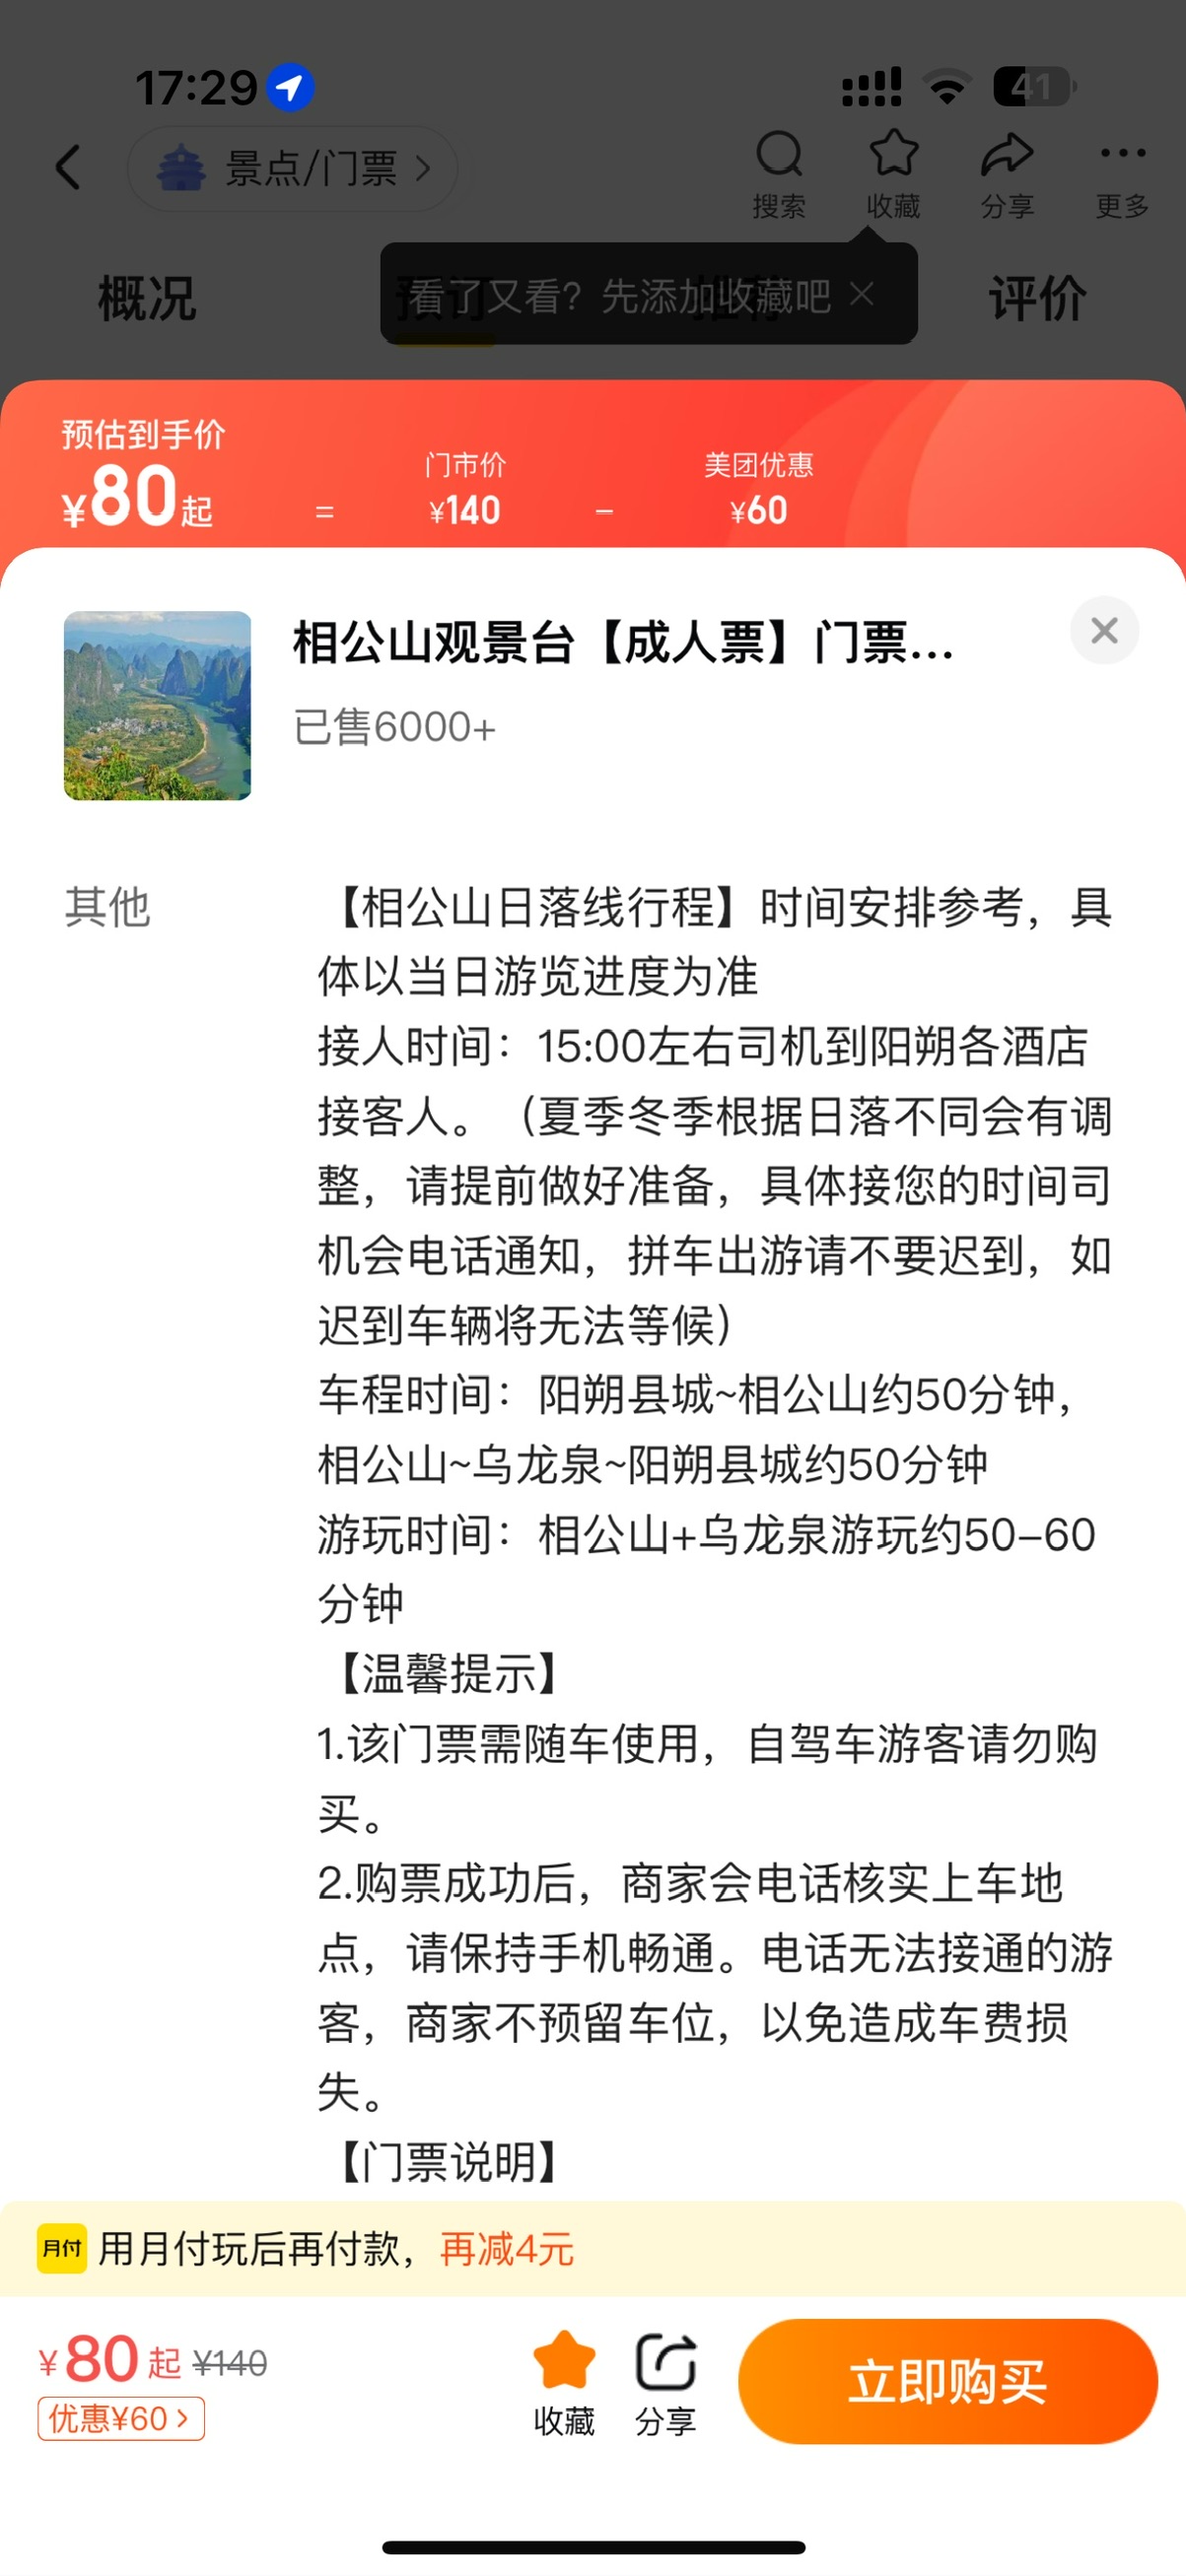 17:29
41
景点/门票
搜索
收藏
分享
更多
概况
预订
推荐
评价
看了又看？先添加收藏吧 ×
预估到手价
¥80起
=
门市价
¥140
−
美团优惠
¥60
相公山观景台【成人票】门票...
已售6000+
其他
【相公山日落线行程】时间安排参考，具
体以当日游览进度为准
接人时间：15:00左右司机到阳朔各酒店
接客人。（夏季冬季根据日落不同会有调
整，请提前做好准备，具体接您的时间司
机会电话通知，拼车出游请不要迟到，如
迟到车辆将无法等候）
车程时间：阳朔县城~相公山约50分钟，
相公山~乌龙泉~阳朔县城约50分钟
游玩时间：相公山+乌龙泉游玩约50-60
分钟
【温馨提示】
1.该门票需随车使用，自驾车游客请勿购
买。
2.购票成功后，商家会电话核实上车地
点，请保持手机畅通。电话无法接通的游
客，商家不预留车位，以免造成车费损
失。
【门票说明】
月付 用月付玩后再付款，再减4元
¥80起 ¥140
优惠¥60 >
收藏
分享
立即购买